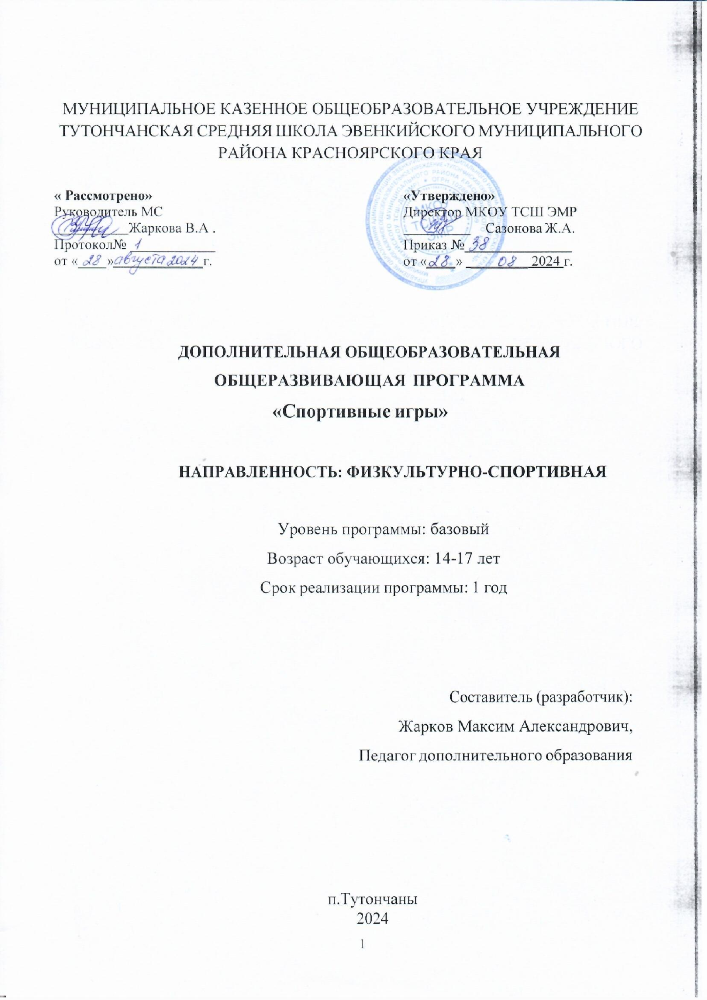 МУНИЦИПАЛЬНОЕ КАЗЕННОЕ ОБЩЕОБРАЗОВАТЕЛЬНОЕ УЧРЕЖДЕНИЕ
ТУТОНЧАНСКАЯ СРЕДНЯЯ ШКОЛА ЭВЕНКИЙСКОГО МУНИЦИПАЛЬНОГО
РАЙОНА КРАСНОЯРСКОГО КРАЯ
« Рассмотрено»
Руководитель МС
Жаркова В.А .
Протокол№ 1
от « 28 » августа 2024 г.
«Утверждено»
Директор МКОУ ТСШ ЭМР
Сазонова Ж.А.
Приказ № 38
от «28» 08 2024 г.
МКОУ
ТСШ
ЭМР
ДОПОЛНИТЕЛЬНАЯ ОБЩЕОБРАЗОВАТЕЛЬНАЯ
ОБЩЕРАЗВИВАЮЩАЯ ПРОГРАММА
«Спортивные игры»
НАПРАВЛЕННОСТЬ: ФИЗКУЛЬТУРНО-СПОРТИВНАЯ
Уровень программы: базовый
Возраст обучающихся: 14-17 лет
Срок реализации программы: 1 год
Составитель (разработчик):
Жарков Максим Александрович,
Педагог дополнительного образования
п.Тутончаны
2024
1